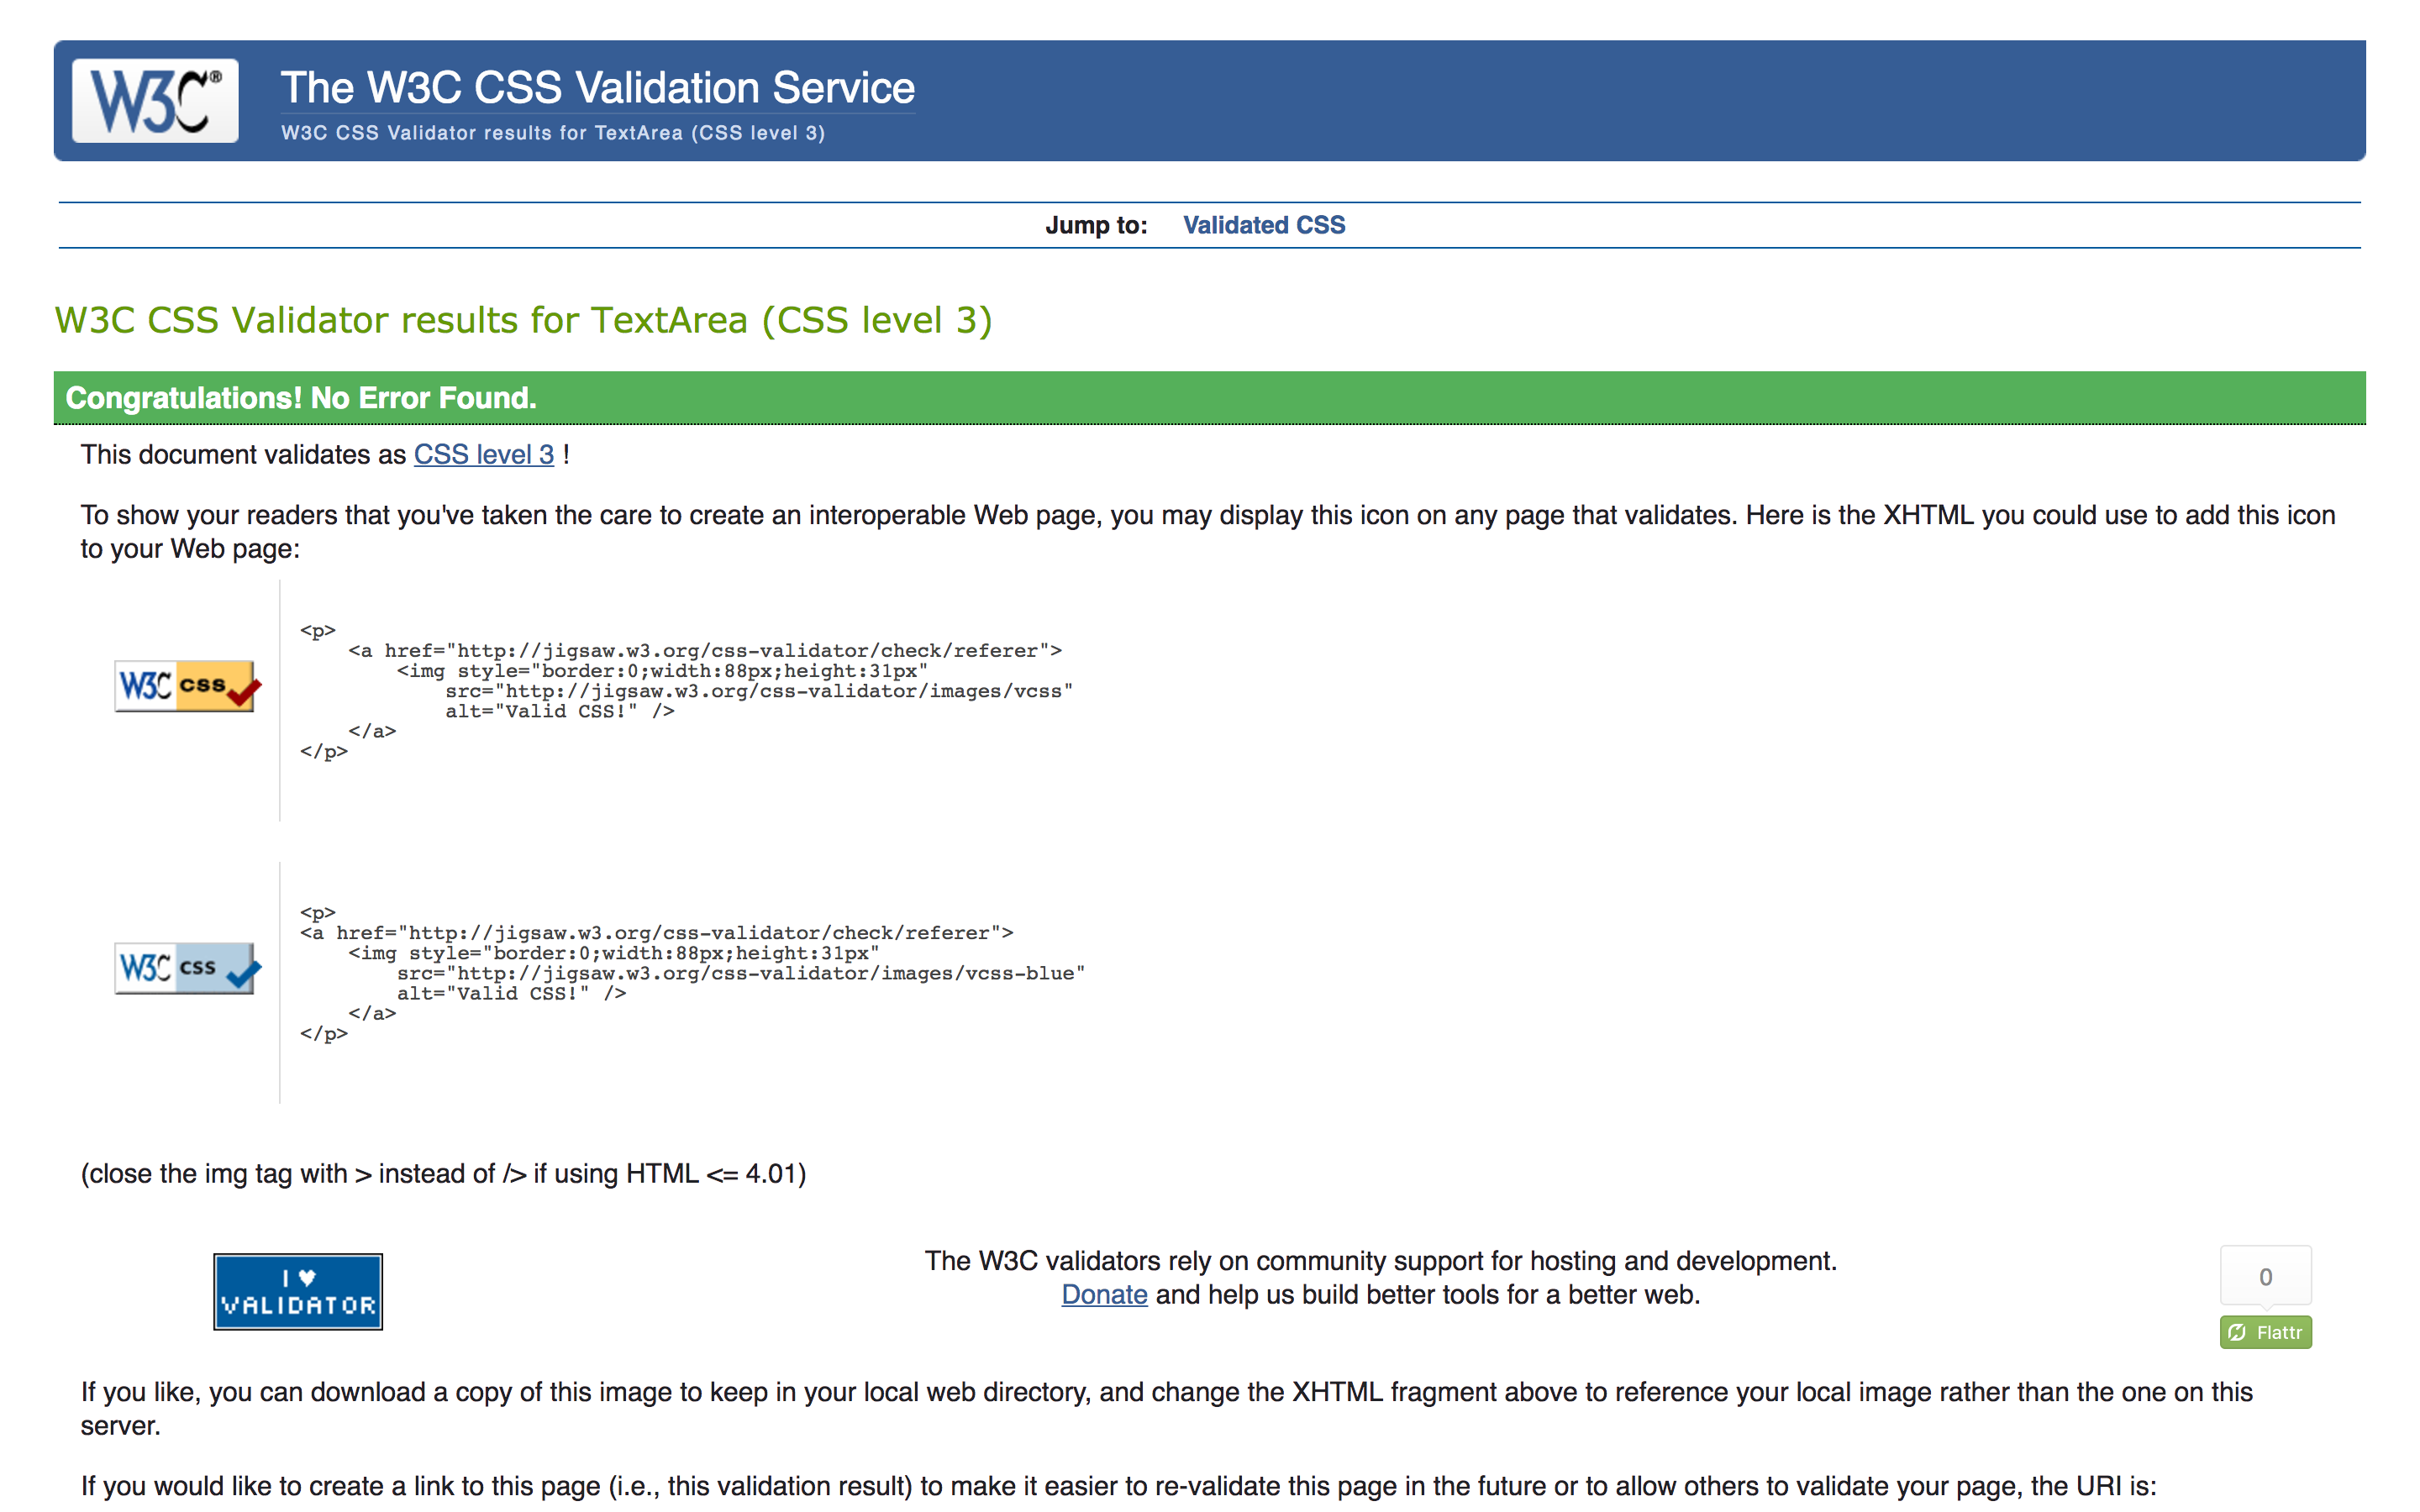 W3C®
The W3C CSS Validation Service
W3C CSS Validator results for TextArea (CSS level 3)
Jump to: Validated CSS
W3C CSS Validator results for TextArea (CSS level 3)
Congratulations! No Error Found.
This document validates as CSS level 3 !
To show your readers that you've taken the care to create an interoperable Web page, you may display this icon on any page that validates. Here is the XHTML you could use to add this icon
to your Web page:
W3C css
<p>
    <a href="http://jigsaw.w3.org/css-validator/check/referer">
        <img style="border:0;width:88px;height:31px"
            src="http://jigsaw.w3.org/css-validator/images/vcss"
            alt="Valid CSS!" />
    </a>
</p>
W3C css
<p>
<a href="http://jigsaw.w3.org/css-validator/check/referer">
    <img style="border:0;width:88px;height:31px"
        src="http://jigsaw.w3.org/css-validator/images/vcss-blue"
        alt="Valid CSS!" />
    </a>
</p>
(close the img tag with > instead of /> if using HTML <= 4.01)
I ♥
VALIDATOR
The W3C validators rely on community support for hosting and development.
Donate and help us build better tools for a better web.
0
Flattr
If you like, you can download a copy of this image to keep in your local web directory, and change the XHTML fragment above to reference your local image rather than the one on this
server.
If you would like to create a link to this page (i.e., this validation result) to make it easier to re-validate this page in the future or to allow others to validate your page, the URI is: